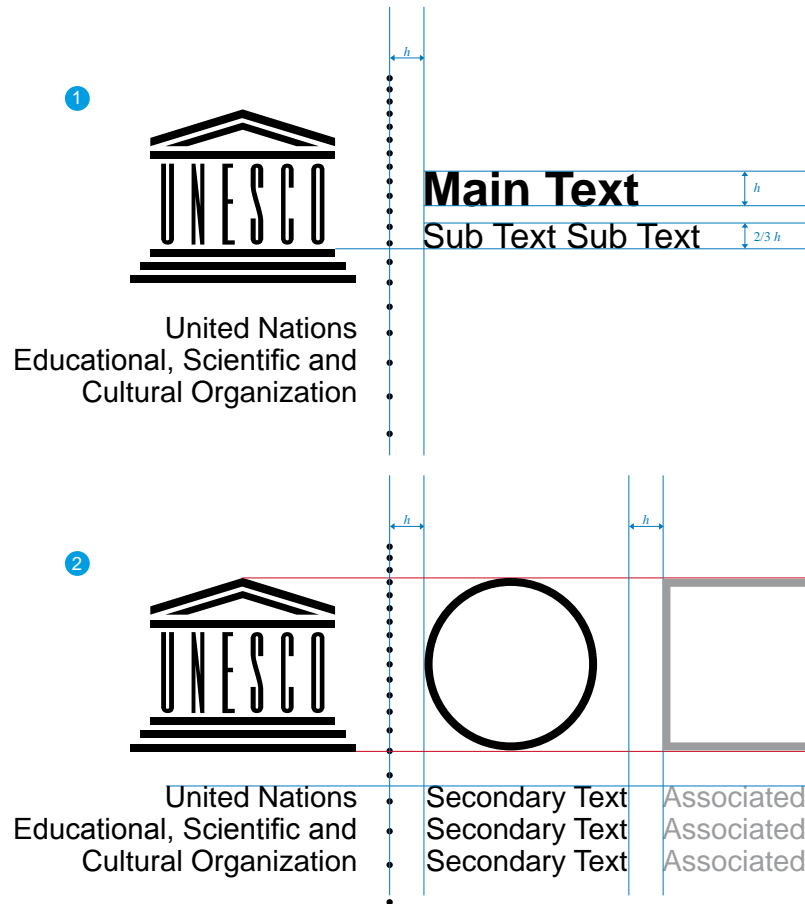 h
1
UNESCO
Main Text
h
Sub Text Sub Text
2/3 h
United Nations
Educational, Scientific and
Cultural Organization
h
h
2
UNESCO
United Nations
Educational, Scientific and
Cultural Organization
Secondary Text
Secondary Text
Secondary Text
Associated
Associated
Associated